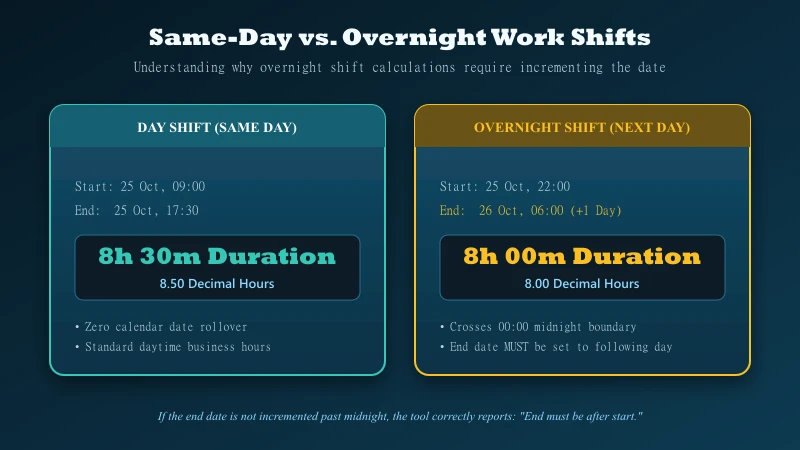 Same-Day vs. Overnight Work Shifts
Understanding why overnight shift calculations require incrementing the date
DAY SHIFT (SAME DAY)
Start: 25 Oct, 09:00
End: 25 Oct, 17:30
8h 30m Duration
8.50 Decimal Hours
• Zero calendar date rollover
• Standard daytime business hours
OVERNIGHT SHIFT (NEXT DAY)
Start: 25 Oct, 22:00
End: 26 Oct, 06:00 (+1 Day)
8h 00m Duration
8.00 Decimal Hours
• Crosses 00:00 midnight boundary
• End date MUST be set to following day
If the end date is not incremented past midnight, the tool correctly reports: "End must be after start."